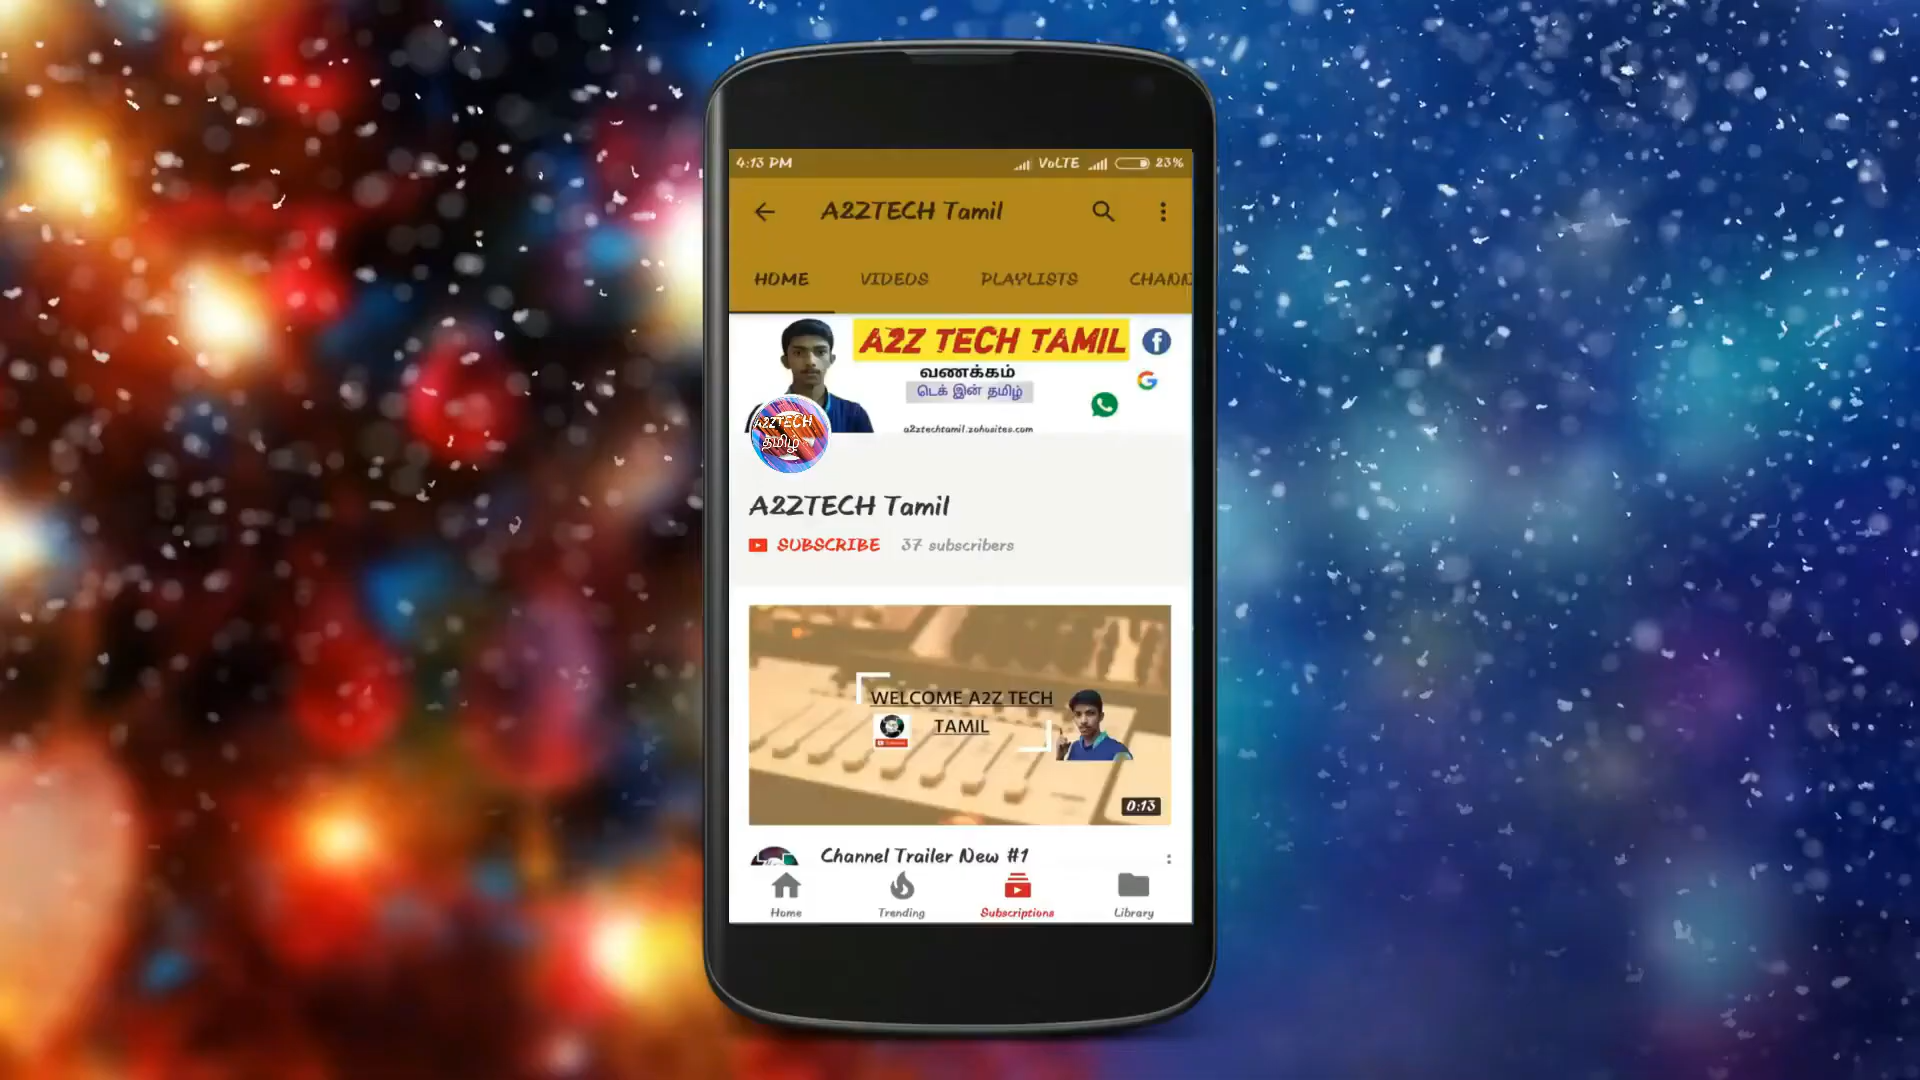 4:13 PM VoLTE 23%
A2ZTECH Tamil
HOME VIDEOS PLAYLISTS CHANN
A2Z TECH TAMIL
வணக்கம்
டெக் இன் தமிழ்
a2ztechtamil.zohosites.com
A2ZTECH
தமிழ்
A2ZTECH Tamil
SUBSCRIBE 37 subscribers
WELCOME A2Z TECH
TAMIL
0:13
Channel Trailer New #1
Home Trending Subscriptions Library